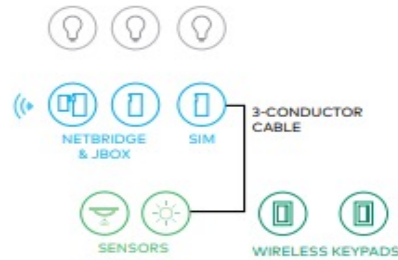 3-CONDUCTOR
CABLE
NETBRIDGE
& JBOX
SIM
SENSORS
WIRELESS KEYPADS